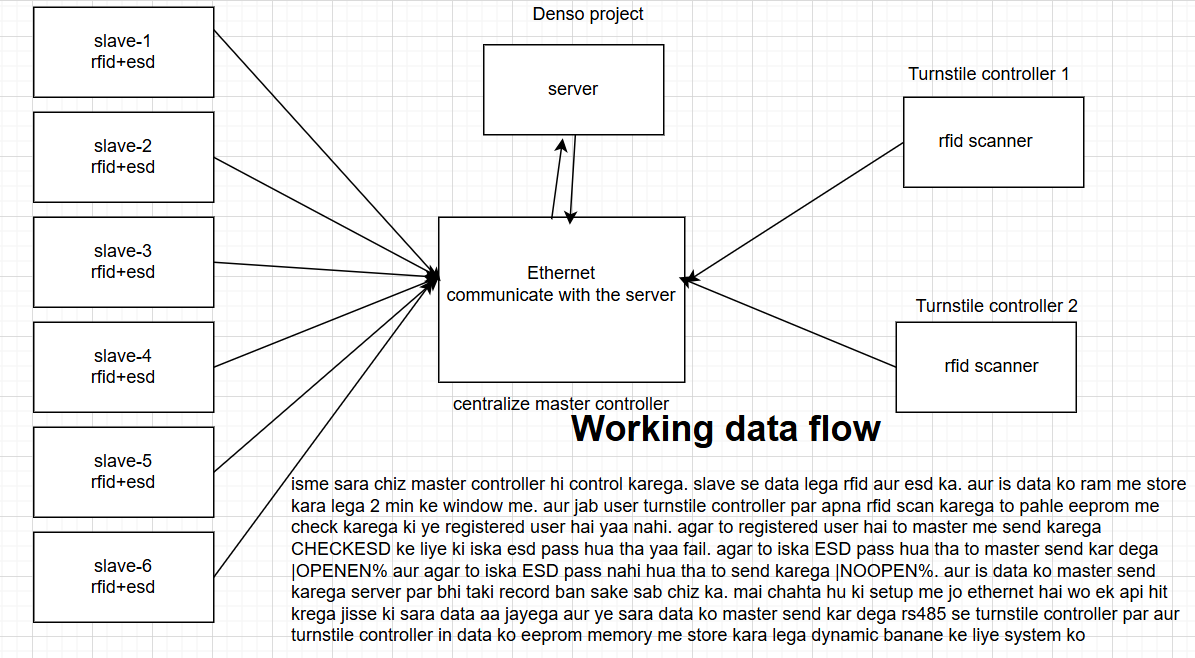 Denso project
slave-1
rfid+esd
slave-2
rfid+esd
slave-3
rfid+esd
slave-4
rfid+esd
slave-5
rfid+esd
slave-6
rfid+esd
server
Ethernet
communicate with the server
centralize master controller
Turnstile controller 1
rfid scanner
Turnstile controller 2
rfid scanner
Working data flow
isme sara chiz master controller hi control karega. slave se data lega rfid aur esd ka. aur is data ko ram me store
kara lega 2 min ke window me. aur jab user turnstile controller par apna rfid scan karega to pahle eeprom me
check karega ki ye registered user hai yaa nahi. agar to registered user hai to master me send karega
CHECKESD ke liye ki iska esd pass hua tha yaa fail. agar to iska ESD pass hua tha to master send kar dega
|OPENEN% aur agar to iska ESD pass nahi hua tha to send karega |NOOPEN%. aur is data ko master send
karega server par bhi taki record ban sake sab chiz ka. mai chahta hu ki setup me jo ethernet hai wo ek api hit
krega jisse ki sara data aa jayega aur ye sara data ko master send kar dega rs485 se turnstile controller par aur
turnstile controller in data ko eeprom memory me store kara lega dynamic banane ke liye system ko